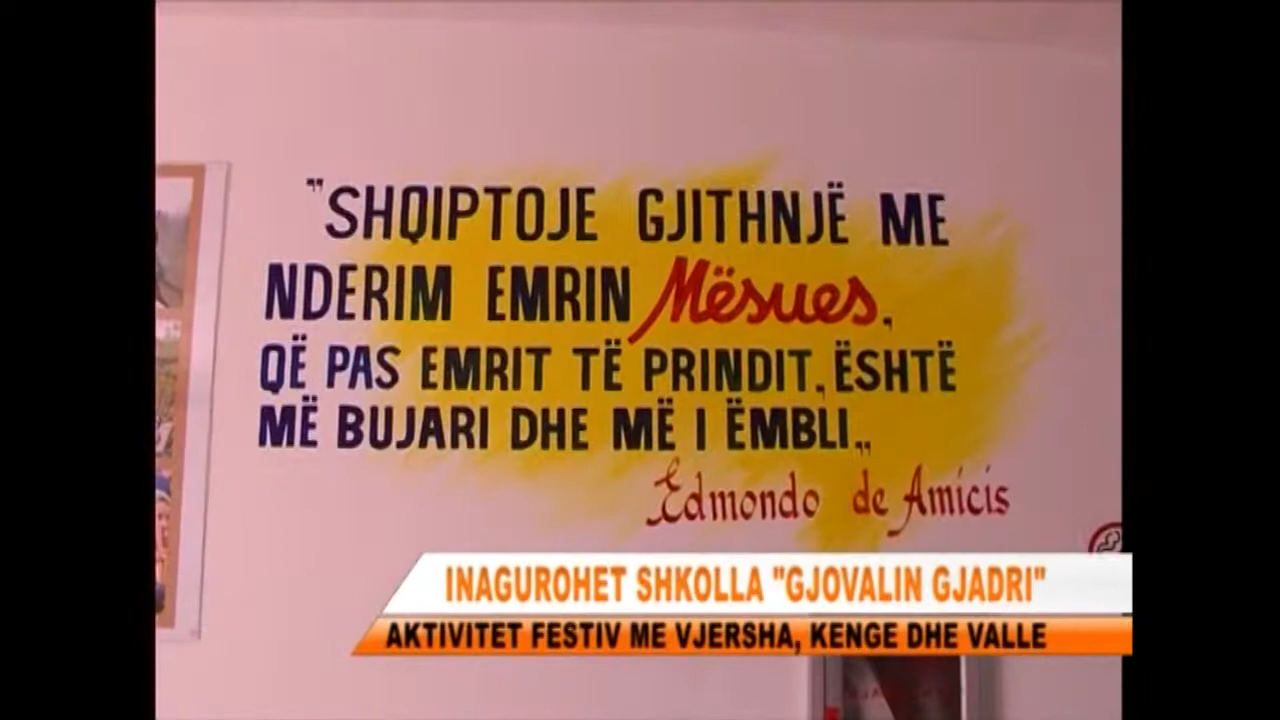 "SHQIPTOJE GJITHNJË ME
NDERIM EMRIN Mësues,
QË PAS EMRIT TË PRINDIT, ËSHTË
MË BUJARI DHE MË I ËMBLI„
Edmondo de Amicis
INAGUROHET SHKOLLA "GJOVALIN GJADRI"
AKTIVITET FESTIV ME VJERSHA, KENGE DHE VALLE